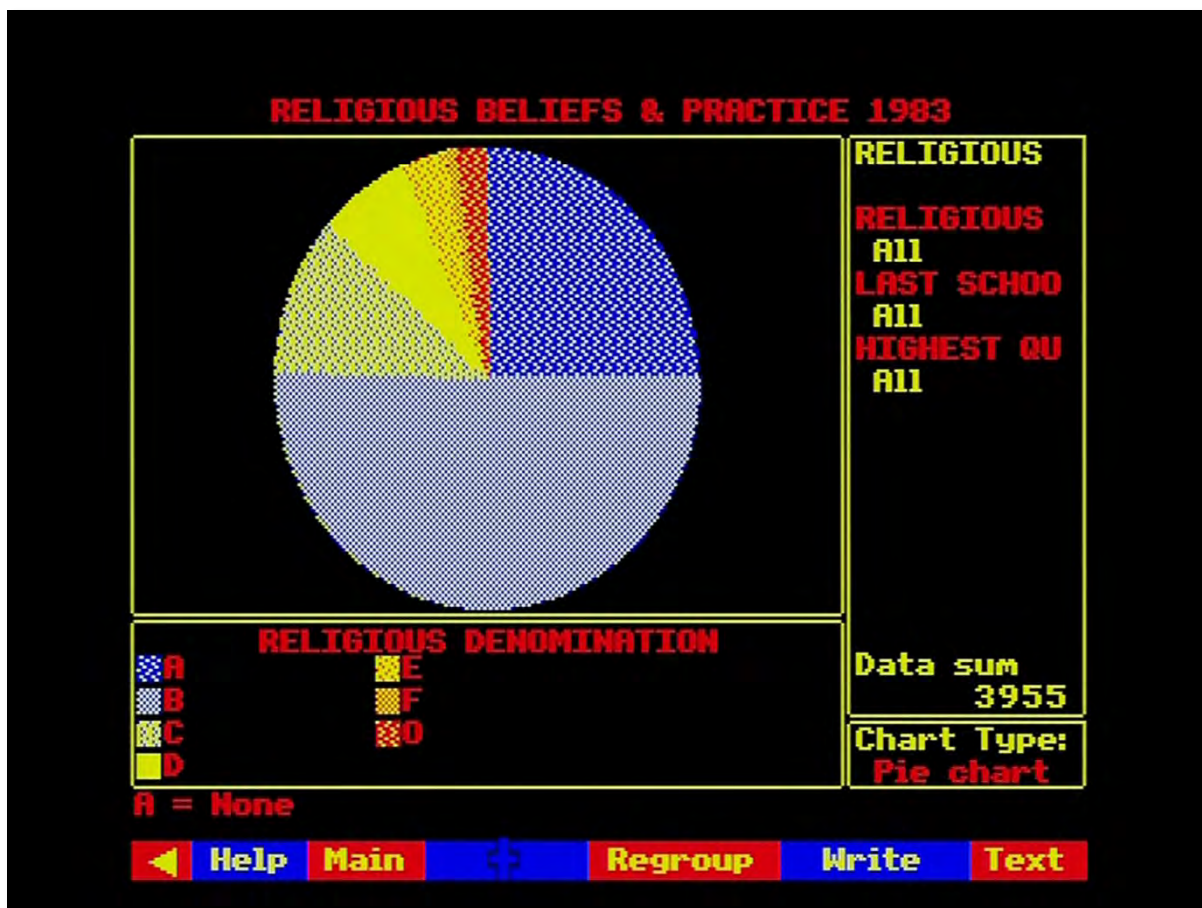 RELIGIOUS BELIEFS & PRACTICE 1983
RELIGIOUS
RELIGIOUS
All
LAST SCHOO
All
HIGHEST QU
All
Data sum
3955
Chart Type:
Pie chart
RELIGIOUS DENOMINATION
A E
B F
C O
D
A = None
Help Main Regroup Write Text